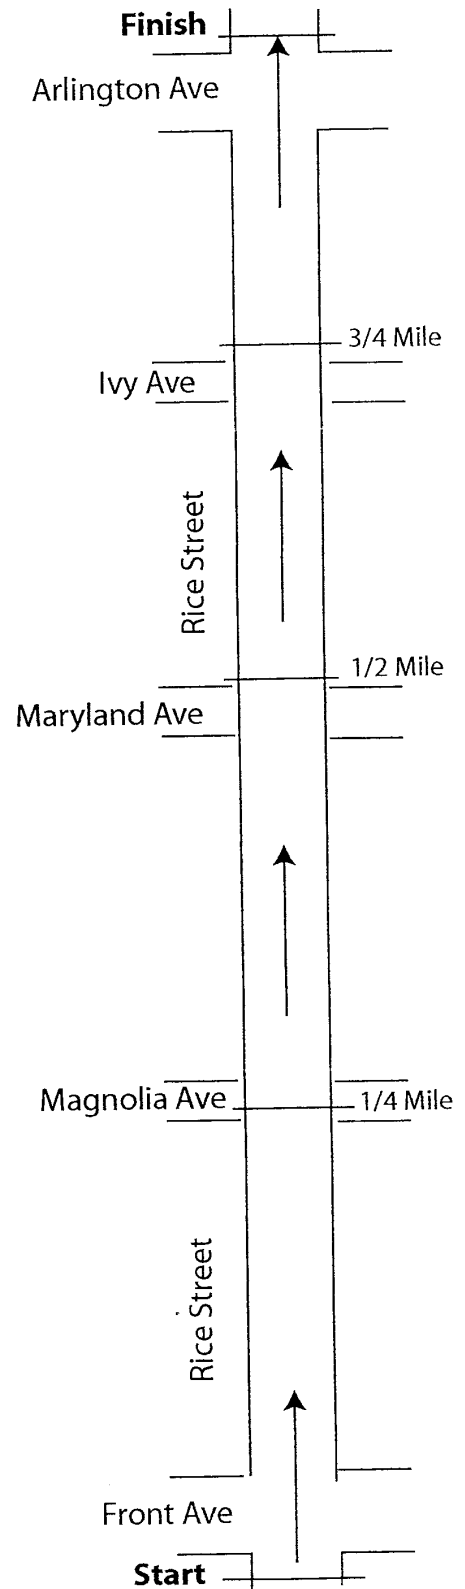 Finish
Arlington Ave
3/4 Mile
Ivy Ave
Rice Street
1/2 Mile
Maryland Ave
Magnolia Ave
1/4 Mile
Rice Street
Front Ave
Start